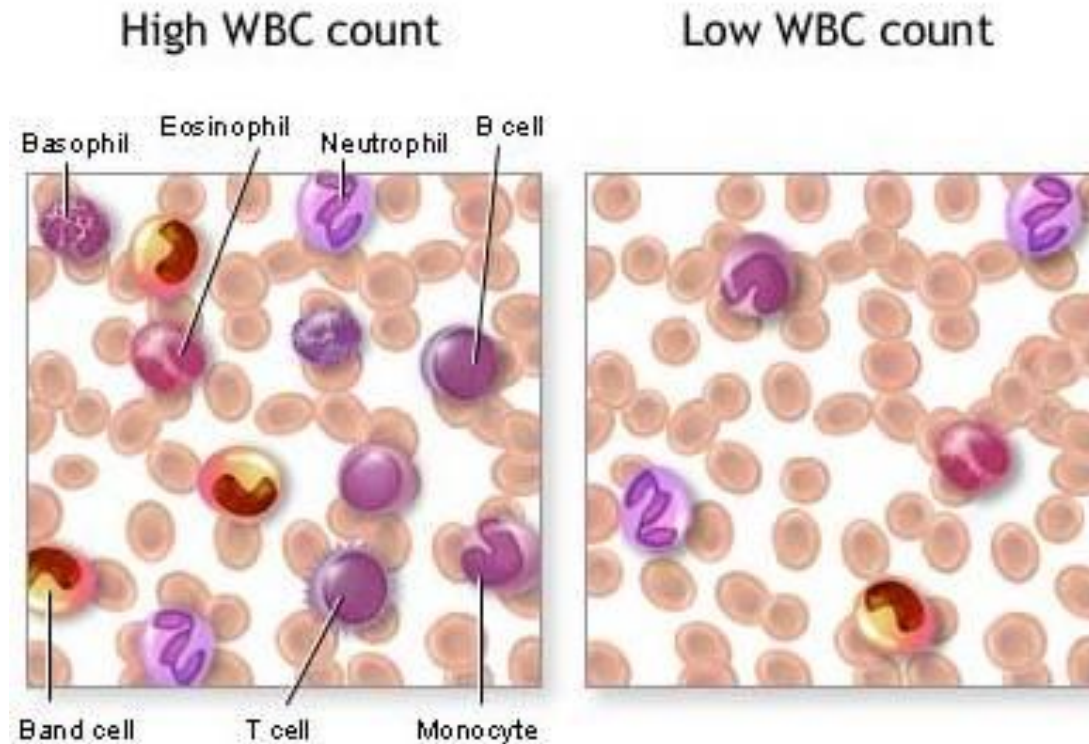 High WBC count
Low WBC count
Basophil
Eosinophil
Neutrophil
B cell
Band cell
T cell
Monocyte